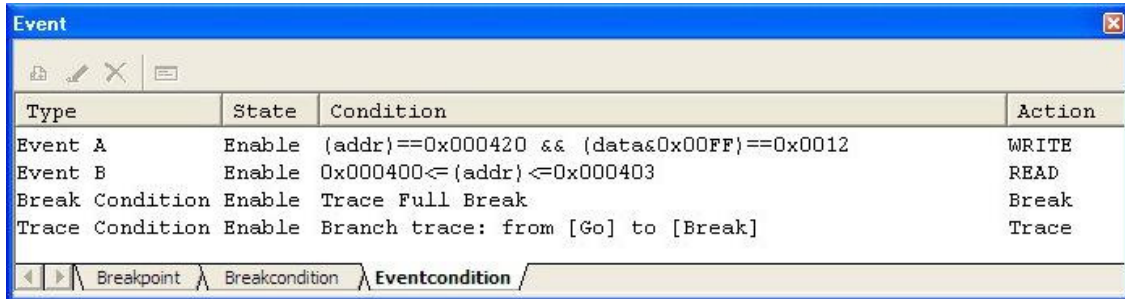 Event
Type State Condition Action
Event A Enable (addr)==0x000420 && (data&0x00FF)==0x0012 WRITE
Event B Enable 0x000400<=(addr)<=0x000403 READ
Break Condition Enable Trace Full Break Break
Trace Condition Enable Branch trace: from [Go] to [Break] Trace
Breakpoint Breakcondition Eventcondition